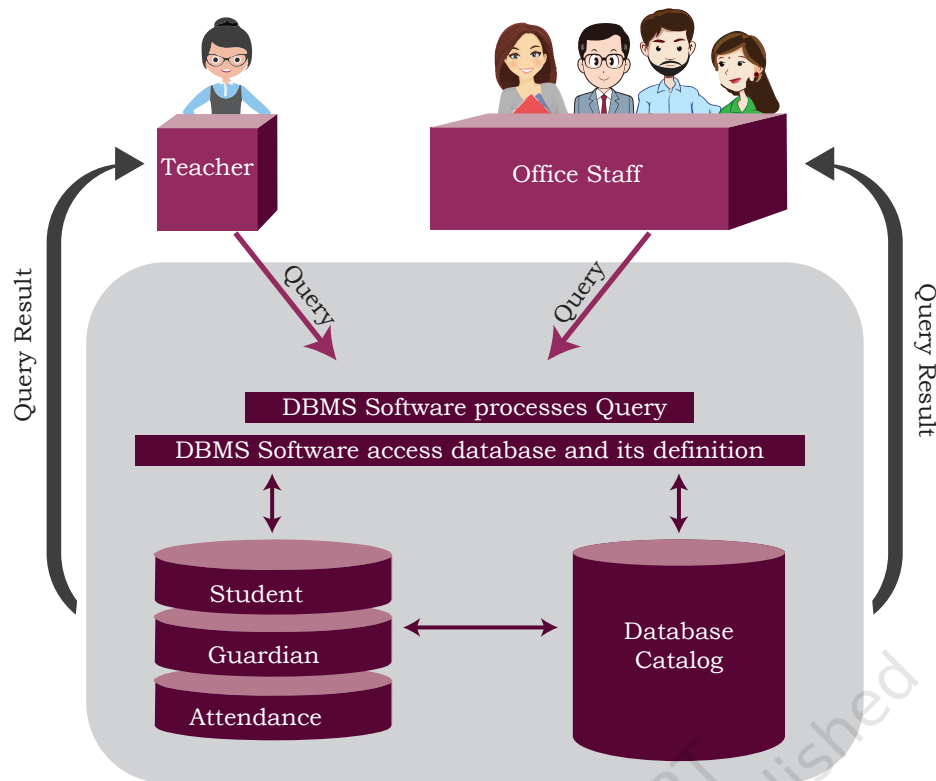 Teacher
Office Staff
Query Result
Query
Query
Query Result
DBMS Software processes Query
DBMS Software access database and its definition
Student
Guardian
Attendance
Database
Catalog